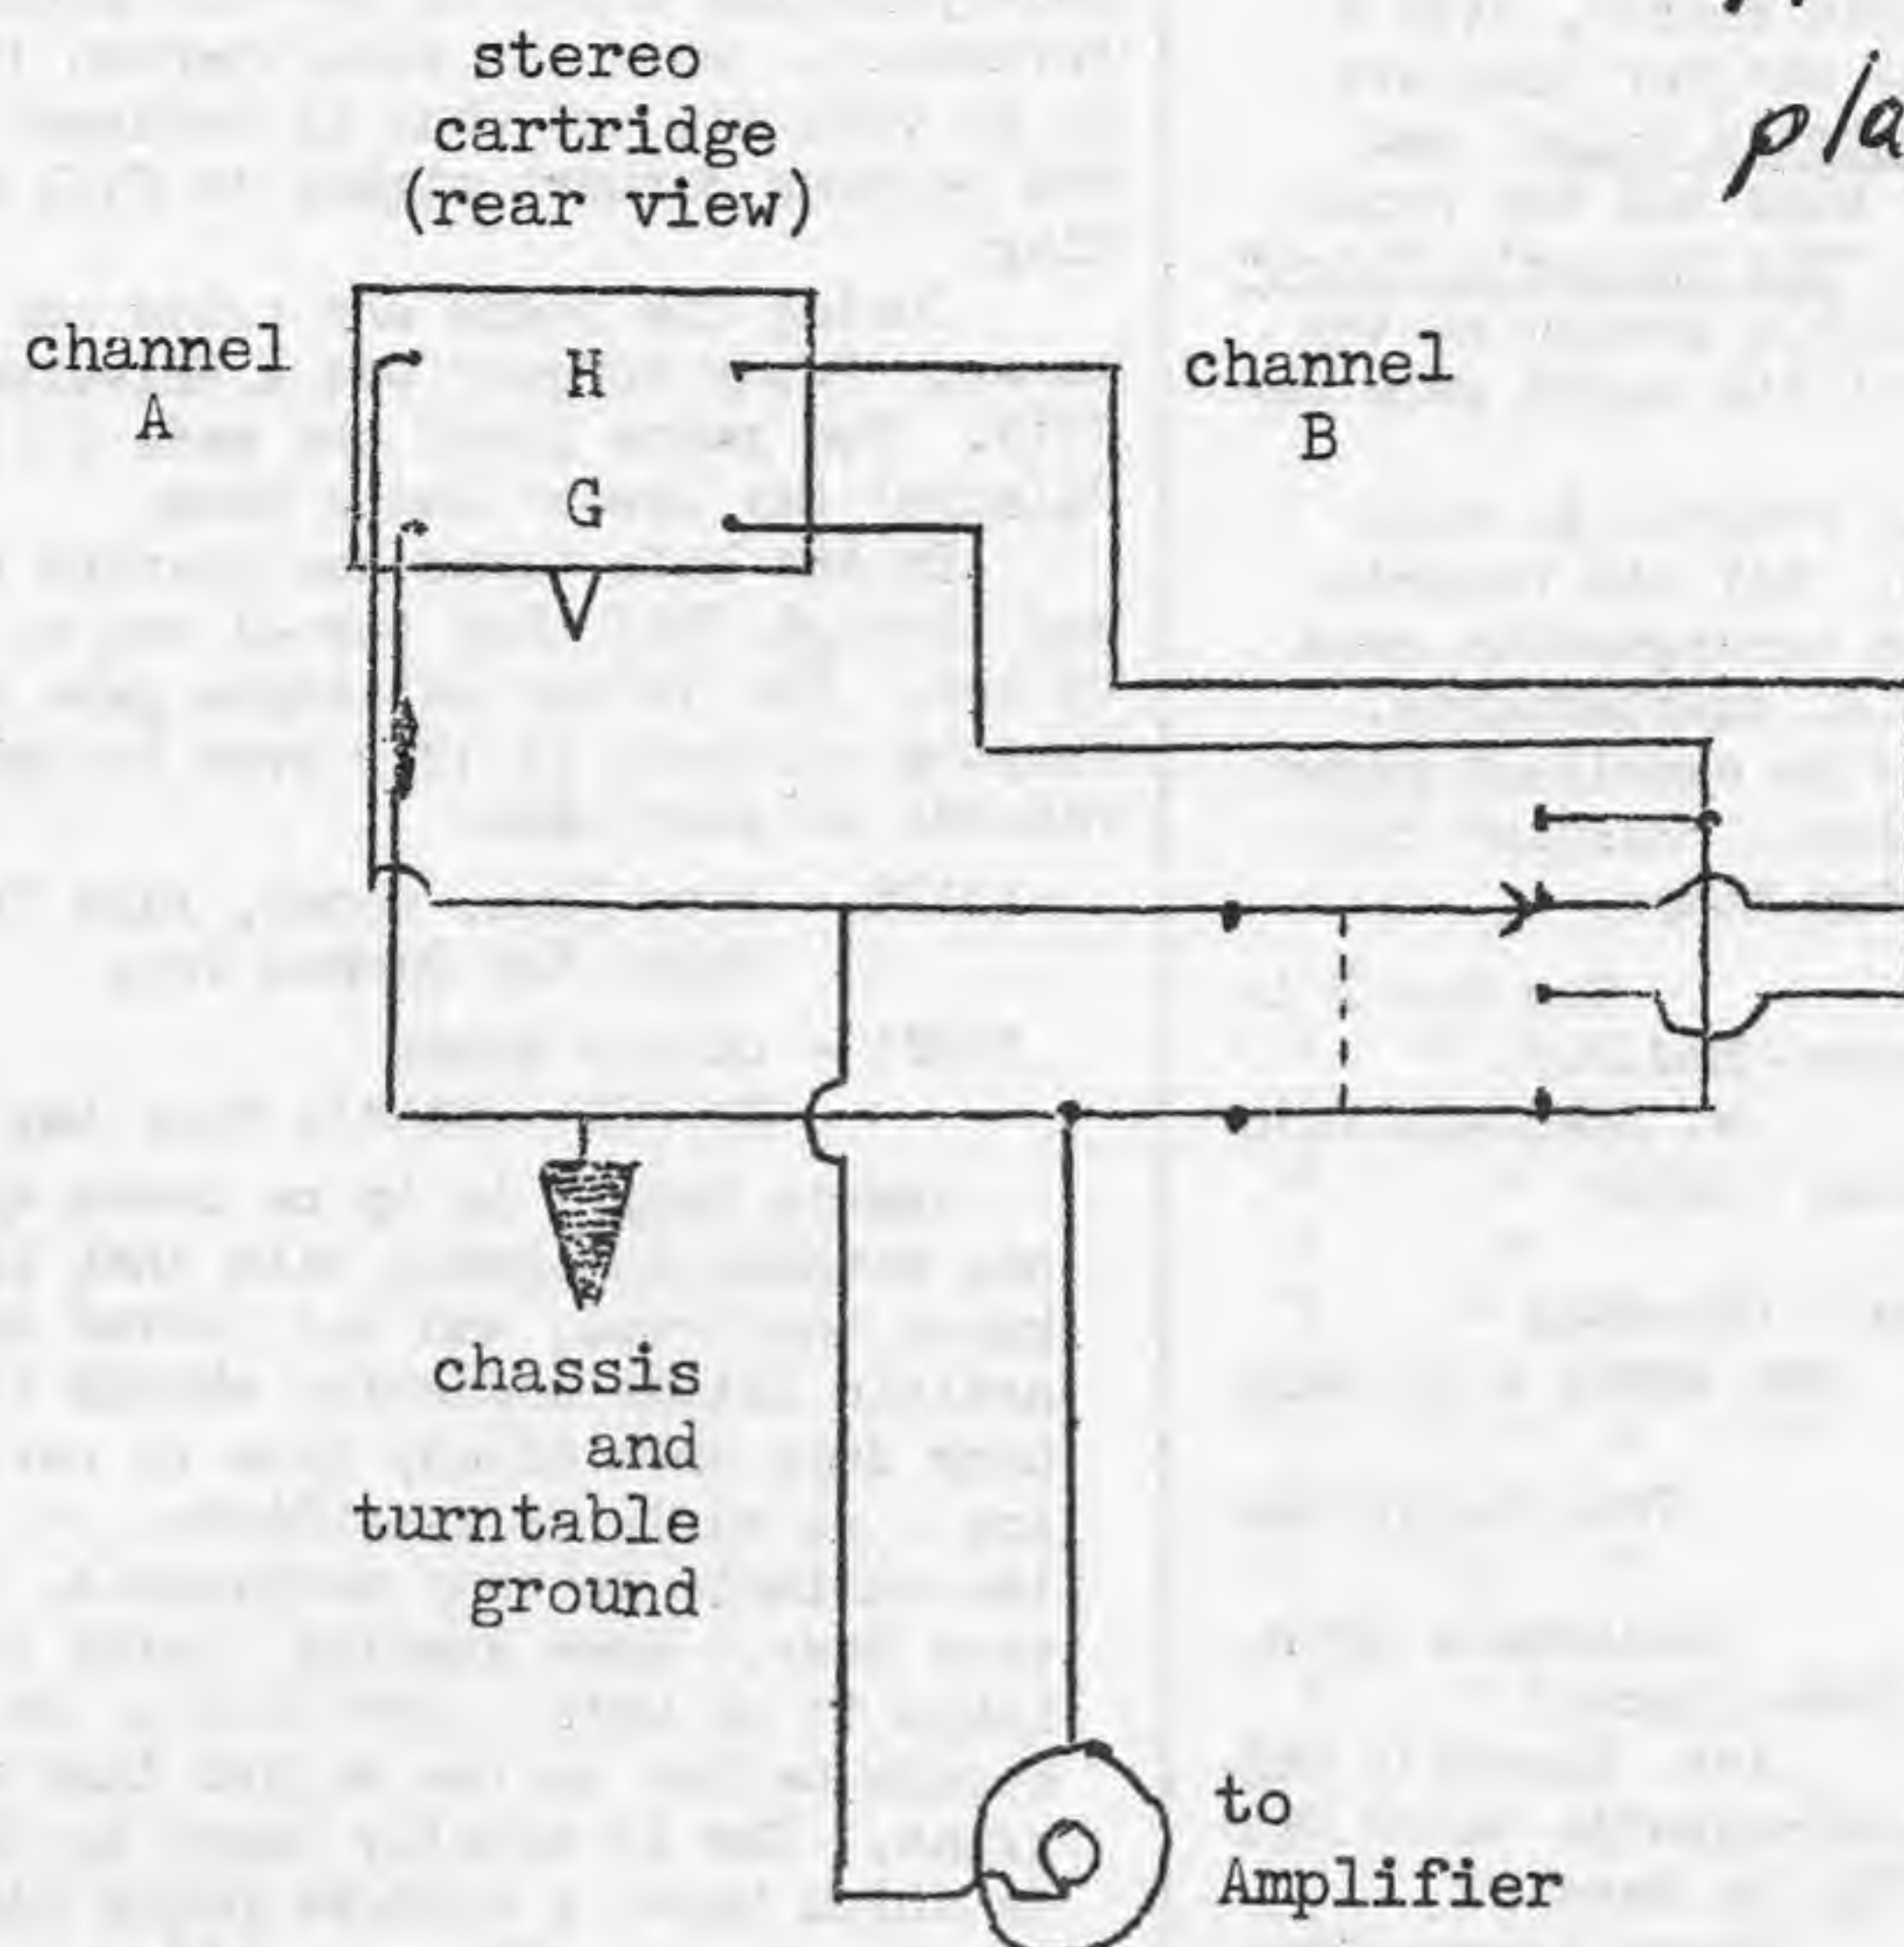 stereo
cartridge
(rear view)
channel
A
H
G
channel
B
chassis
and
turntable
ground
to
Amplifier